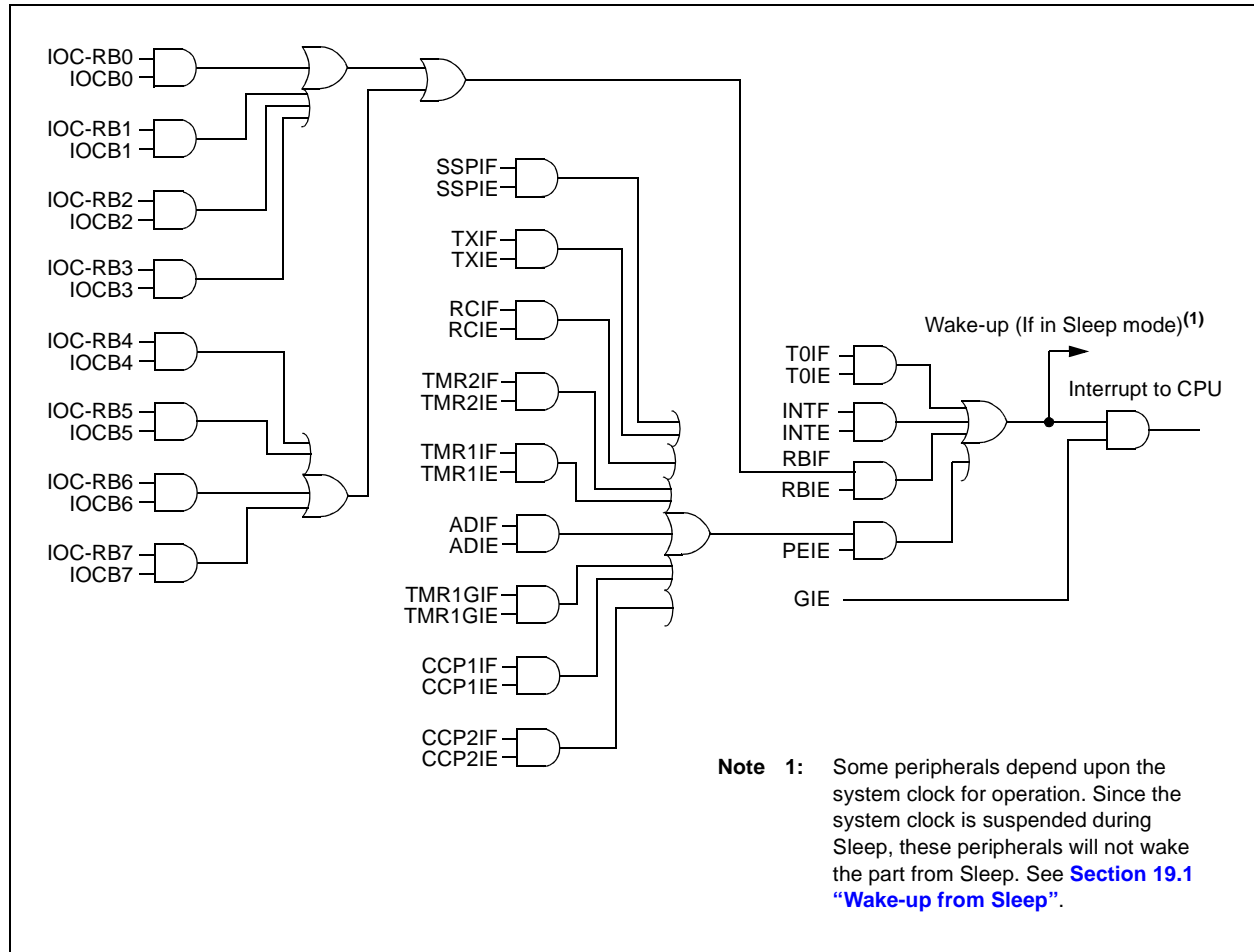 IOC-RB0
IOCB0
IOC-RB1
IOCB1
IOC-RB2
IOCB2
IOC-RB3
IOCB3
IOC-RB4
IOCB4
IOC-RB5
IOCB5
IOC-RB6
IOCB6
IOC-RB7
IOCB7
SSPIF
SSPIE
TXIF
TXIE
RCIF
RCIE
TMR2IF
TMR2IE
TMR1IF
TMR1IE
ADIF
ADIE
TMR1GIF
TMR1GIE
CCP1IF
CCP1IE
CCP2IF
CCP2IE
Wake-up (If in Sleep mode)(1)
T0IF
T0IE
Interrupt to CPU
INTF
INTE
RBIF
RBIE
PEIE
GIE
Note 1: Some peripherals depend upon the
system clock for operation. Since the
system clock is suspended during
Sleep, these peripherals will not wake
the part from Sleep. See Section 19.1
“Wake-up from Sleep”.